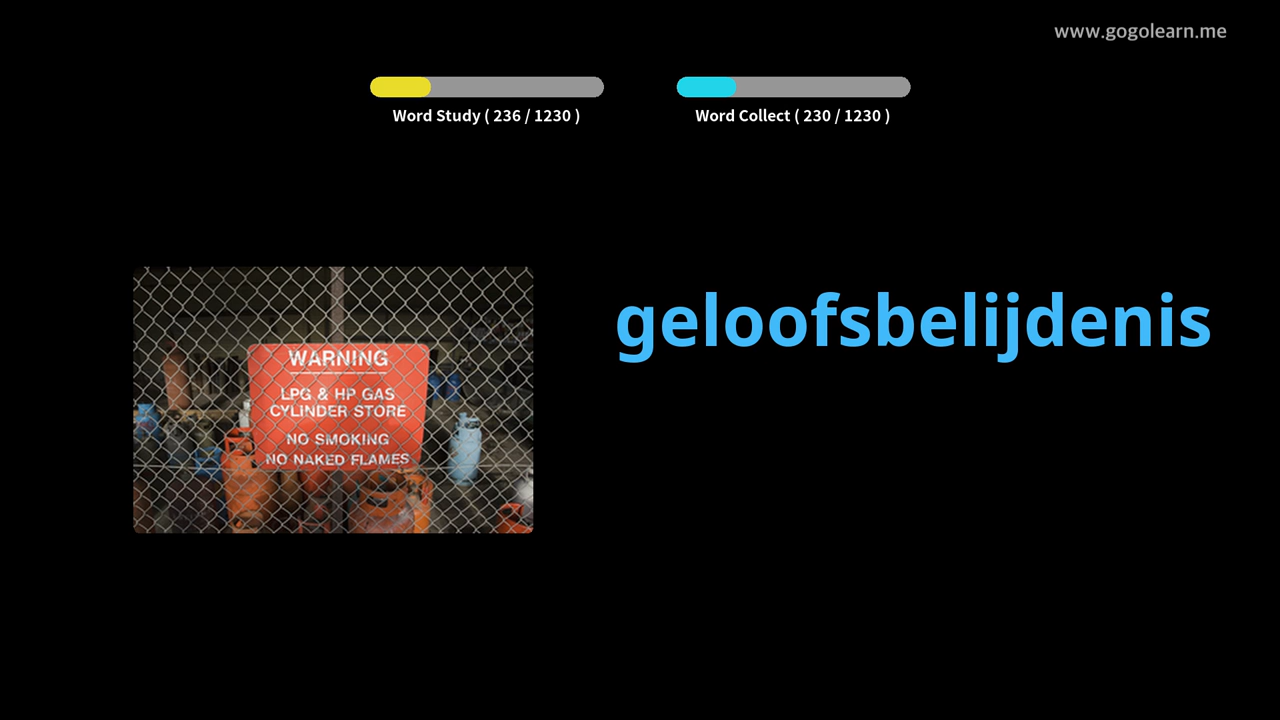 www.gogolearn.me
Word Study ( 236 / 1230 )
Word Collect ( 230 / 1230 )
geloofsbelijdenis
WARNING
LPG & HP GAS
CYLINDER STORE
NO SMOKING
NO NAKED FLAMES